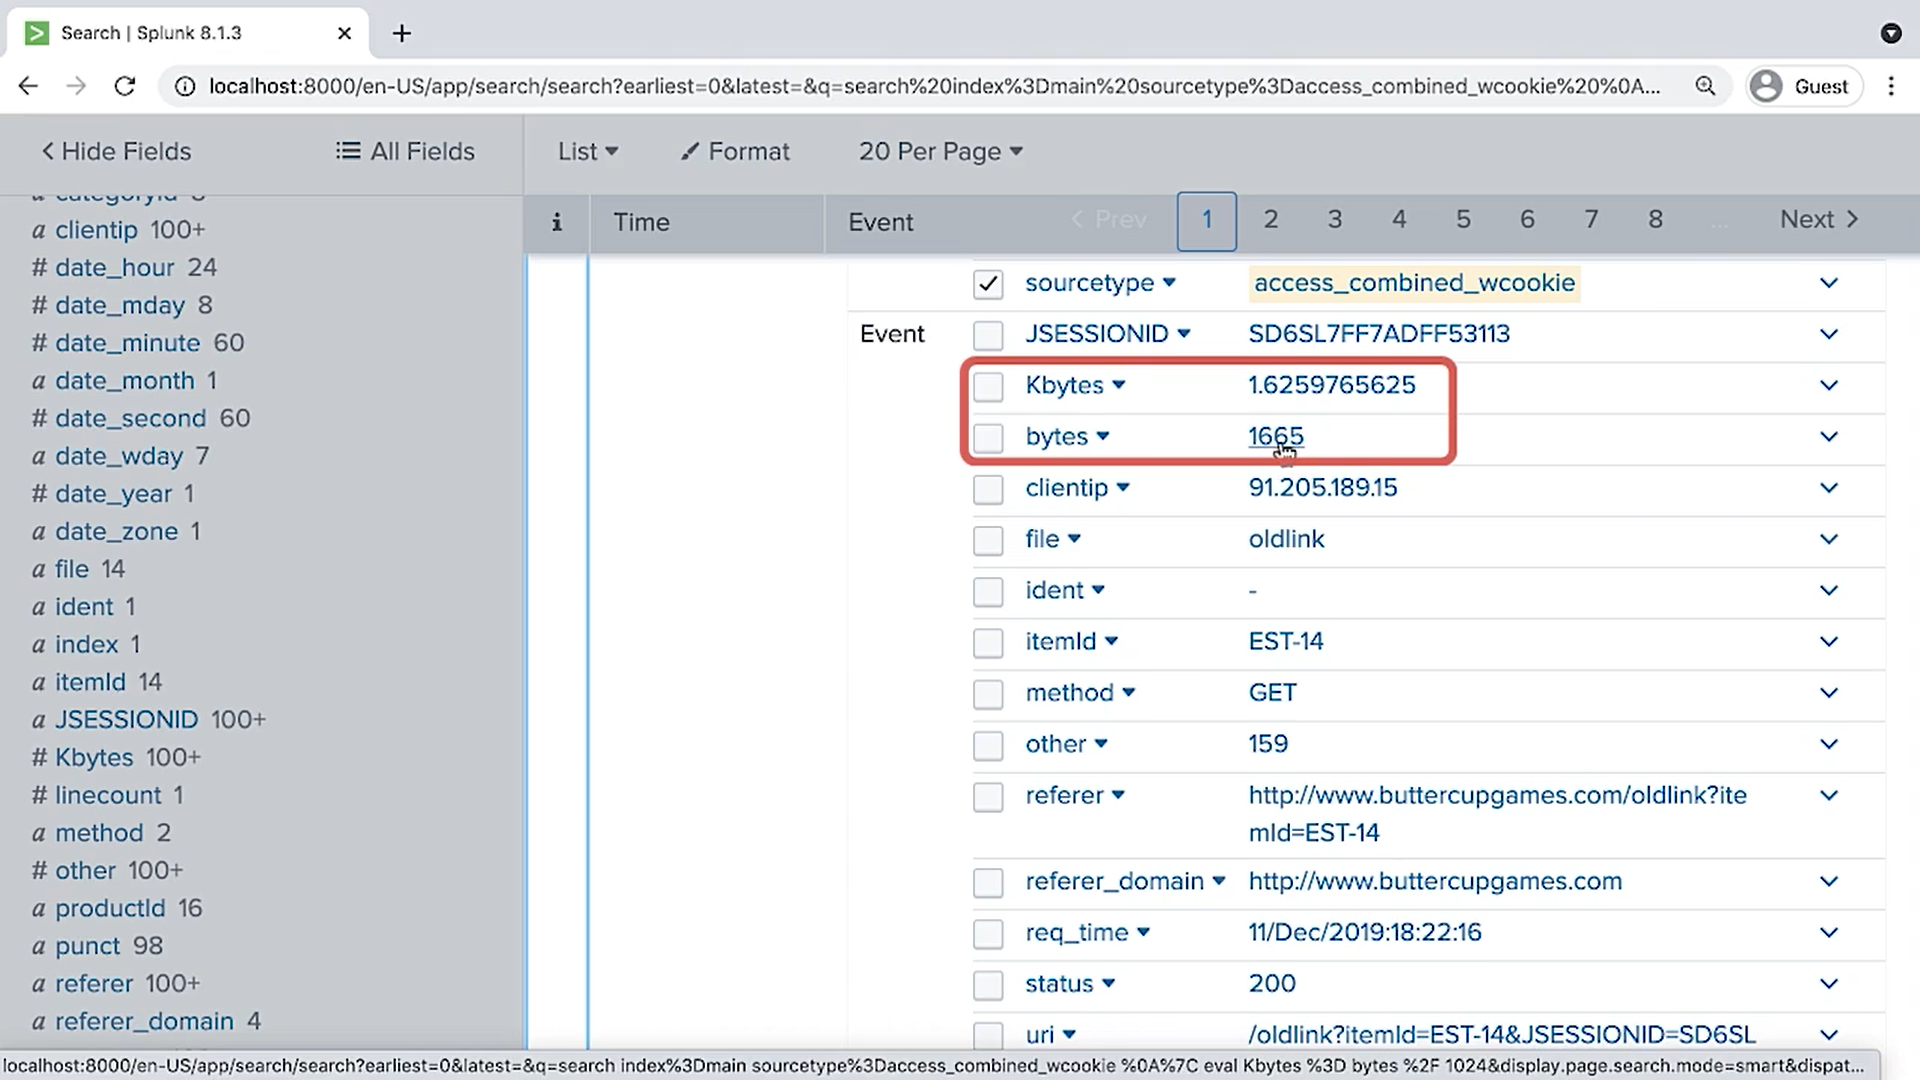 Search | Splunk 8.1.3
localhost:8000/en-US/app/search/search?earliest=0&latest=&q=search%20index%3Dmain%20sourcetype%3Daccess_combined_wcookie%20%0A...
Guest
Hide Fields
All Fields
List
Format
20 Per Page
i
Time
Event
Prev
1
2
3
4
5
6
7
8
...
Next
a categoryId 8
a clientip 100+
# date_hour 24
# date_mday 8
# date_minute 60
a date_month 1
# date_second 60
a date_wday 7
# date_year 1
a date_zone 1
a file 14
a ident 1
a index 1
a itemId 14
a JSESSIONID 100+
# Kbytes 100+
# linecount 1
a method 2
# other 100+
a productId 16
a punct 98
a referer 100+
a referer_domain 4
sourcetype access_combined_wcookie
Event JSESSIONID SD6SL7FF7ADFF53113
Kbytes 1.6259765625
bytes 1665
clientip 91.205.189.15
file oldlink
ident -
itemId EST-14
method GET
other 159
referer http://www.buttercupgames.com/oldlink?ite
mId=EST-14
referer_domain http://www.buttercupgames.com
req_time 11/Dec/2019:18:22:16
status 200
uri /oldlink?itemId=EST-14&JSESSIONID=SD6SL
localhost:8000/en-US/app/search/search?earliest=0&latest=&q=search index%3Dmain sourcetype%3Daccess_combined_wcookie %0A%7C eval Kbytes %3D bytes %2F 1024&display.page.search.mode=smart&dispat...